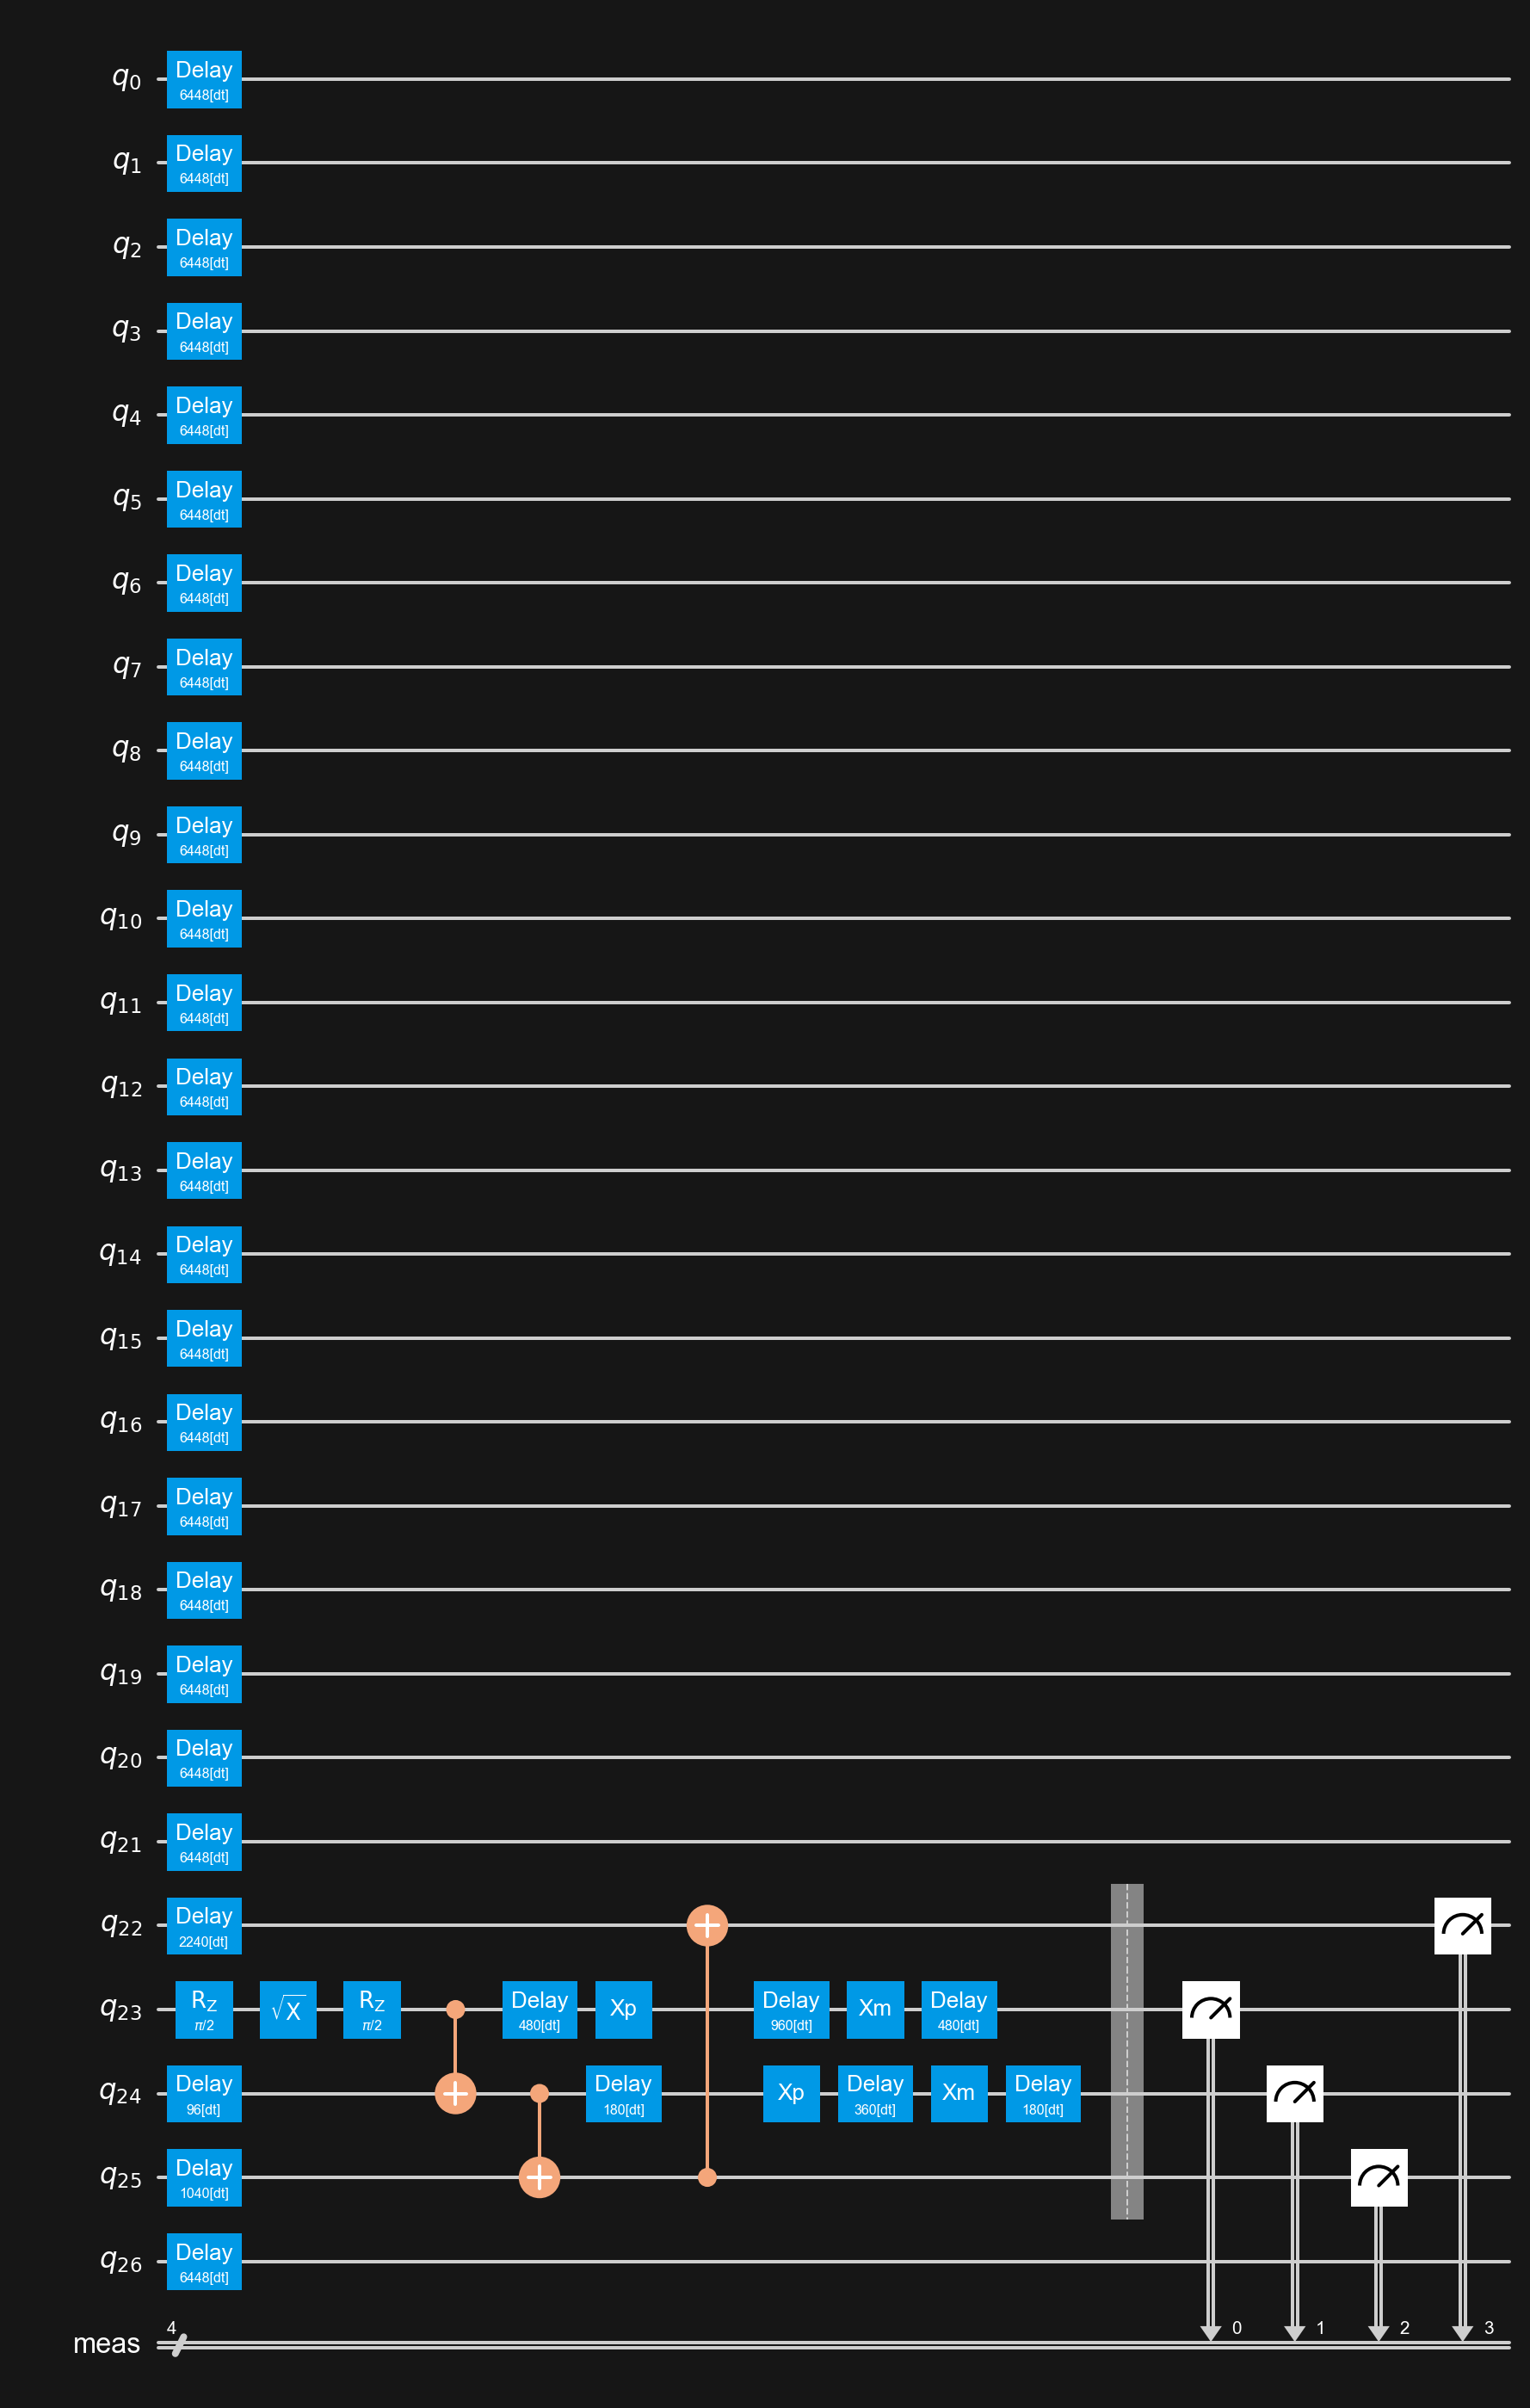 q0 Delay 6448[dt]
q1 Delay 6448[dt]
q2 Delay 6448[dt]
q3 Delay 6448[dt]
q4 Delay 6448[dt]
q5 Delay 6448[dt]
q6 Delay 6448[dt]
q7 Delay 6448[dt]
q8 Delay 6448[dt]
q9 Delay 6448[dt]
q10 Delay 6448[dt]
q11 Delay 6448[dt]
q12 Delay 6448[dt]
q13 Delay 6448[dt]
q14 Delay 6448[dt]
q15 Delay 6448[dt]
q16 Delay 6448[dt]
q17 Delay 6448[dt]
q18 Delay 6448[dt]
q19 Delay 6448[dt]
q20 Delay 6448[dt]
q21 Delay 6448[dt]
q22 Delay 2240[dt]
q23 RZ π/2 √X RZ π/2 Delay 480[dt] Xp Delay 960[dt] Xm Delay 480[dt]
q24 Delay 96[dt] Delay 180[dt] Xp Delay 360[dt] Xm Delay 180[dt]
q25 Delay 1040[dt]
q26 Delay 6448[dt]
meas 4 0 1 2 3